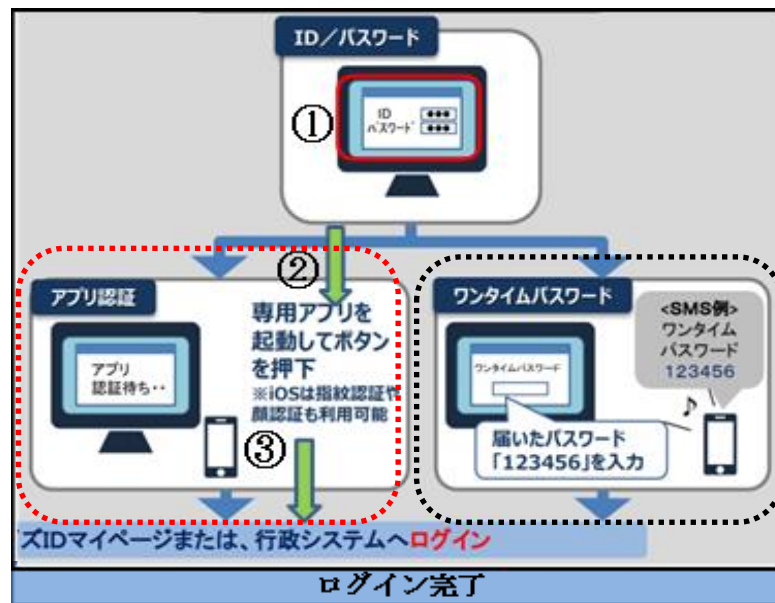 ID/パスワード
①
ID
パスワード
②
アプリ認証
アプリ
認証待ち・・
専用アプリを
起動してボタン
を押下
※iOSは指紋認証や
顔認証も利用可能
③
ワンタイムパスワード
ワンタイムパスワード
<SMS例>
ワンタイム
パスワード
123456
届いたパスワード
「123456」を入力
ズIDマイページまたは、行政システムへログイン
ログイン完了